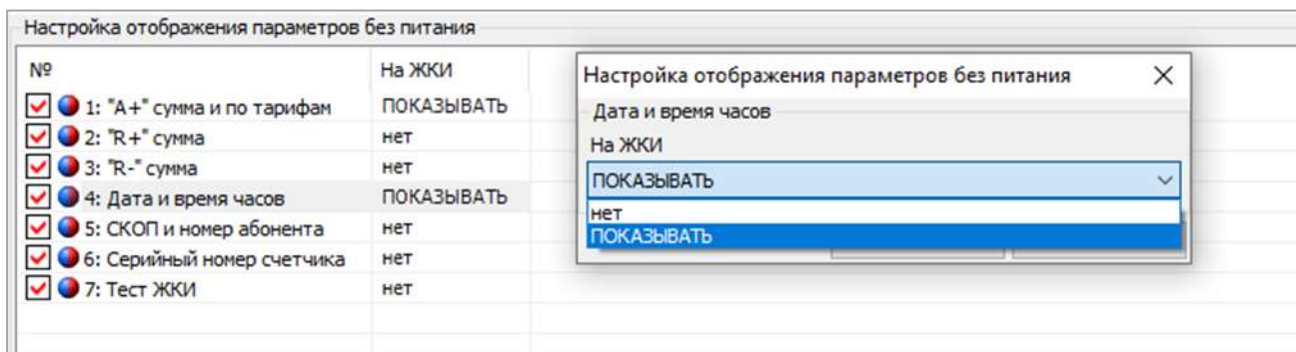 Настройка отображения параметров без питания
№ На ЖКИ
1: "А+" сумма и по тарифам ПОКАЗЫВАТЬ
2: "R+" сумма нет
3: "R-" сумма нет
4: Дата и время часов ПОКАЗЫВАТЬ
5: СКОП и номер абонента нет
6: Серийный номер счетчика нет
7: Тест ЖКИ нет
Настройка отображения параметров без питания
Дата и время часов
На ЖКИ
ПОКАЗЫВАТЬ
нет
ПОКАЗЫВАТЬ